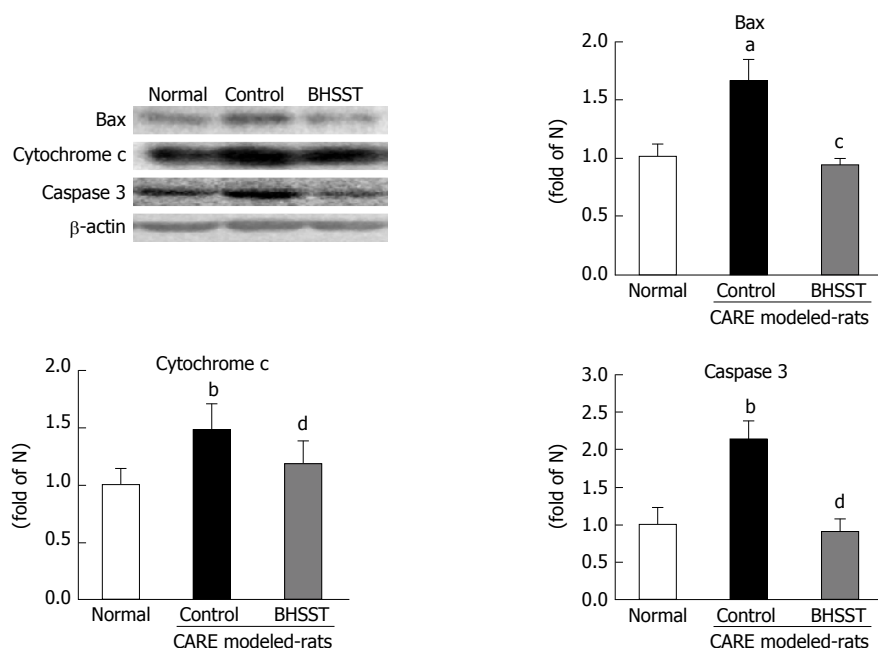 Normal Control BHSST
Bax
Cytochrome c
Caspase 3
β-actin
Bax
2.0
1.5
1.0
0.5
0.0
(fold of N)
a
c
Normal Control BHSST
CARE modeled-rats
Cytochrome c
2.0
1.5
1.0
0.5
0.0
(fold of N)
b
d
Normal Control BHSST
CARE modeled-rats
Caspase 3
3.0
2.5
2.0
1.5
1.0
0.5
0.0
(fold of N)
b
d
Normal Control BHSST
CARE modeled-rats